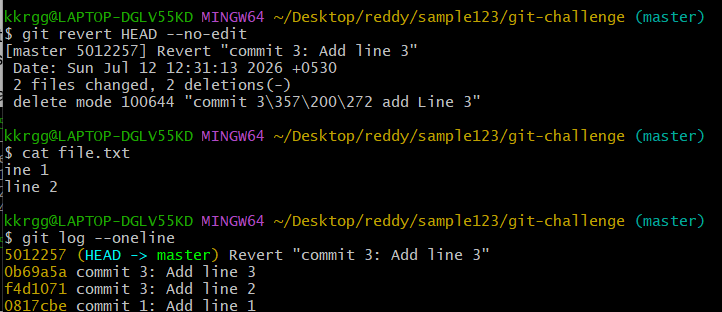 kkrgg@LAPTOP-DGLV55KD MINGW64 ~/Desktop/reddy/sample123/git-challenge (master)
$ git revert HEAD --no-edit
[master 5012257] Revert "commit 3: Add line 3"
 Date: Sun Jul 12 12:31:13 2026 +0530
 2 files changed, 2 deletions(-)
 delete mode 100644 "commit 3\357\200\272 add Line 3"
kkrgg@LAPTOP-DGLV55KD MINGW64 ~/Desktop/reddy/sample123/git-challenge (master)
$ cat file.txt
ine 1
line 2
kkrgg@LAPTOP-DGLV55KD MINGW64 ~/Desktop/reddy/sample123/git-challenge (master)
$ git log --oneline
5012257 (HEAD -> master) Revert "commit 3: Add line 3"
0b69a5a commit 3: Add line 3
f4d1071 commit 3: Add line 2
0817cbe commit 1: Add line 1